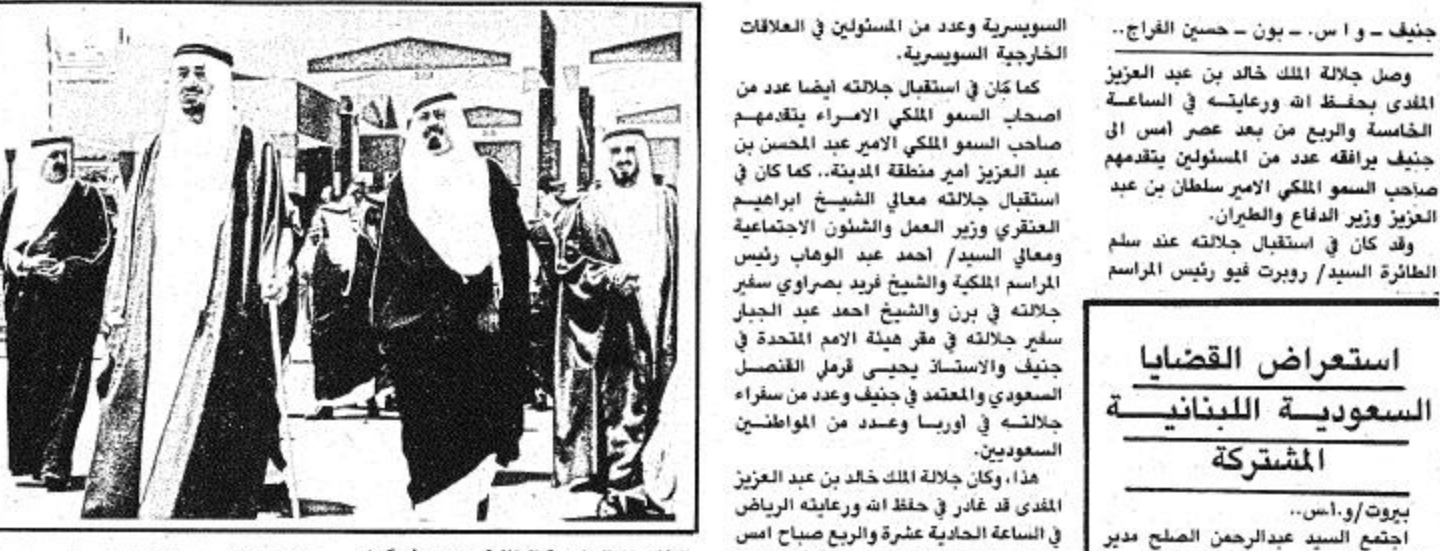 جنيف ـ و ا س. ـ بون ـ حسين الفراج..
وصل جلالة الملك خالد بن عبد العزيز
المفدى بحفظ الله ورعايته في الساعة
الخامسة والربع من بعد عصر أمس الى
جنيف يرافقه عدد من المسئولين يتقدمهم
صاحب السمو الملكي الامير سلطان بن عبد
العزيز وزير الدفاع والطيران.
وقد كان في استقبال جلالته عند سلم
الطائرة السيد/ روبرت فيو رئيس المراسم
السويسرية وعدد من المسئولين في العلاقات
الخارجية السويسرية.
كما كان في استقبال جلالته أيضا عدد من
اصحاب السمو الملكي الامراء يتقدمهم
صاحب السمو الملكي الامير عبد المحسن بن
عبد العزيز أمير منطقة المدينة.. كما كان في
استقبال جلالته معالي الشيخ ابراهيم
العنقري وزير العمل والشئون الاجتماعية
ومعالي السيد/ أحمد عبد الوهاب رئيس
المراسم الملكية والشيخ فريد بصراوي سفير
جلالته في برن والشيخ احمد عبد الجبار
سفير جلالته في مقر هيئة الامم المتحدة في
جنيف والاستاذ يحيى قرملي القنصل
السعودي والمعتمد في جنيف وعدد من سفراء
جلالته في أوربا وعدد من المواطنين
السعوديين.
هذا، وكان جلالة الملك خالد بن عبد العزيز
المفدى قد غادر في حفظ الله ورعايته الرياض
في الساعة الحادية عشرة والربع صباح امس
استعراض القضايا
السعودية اللبنانية
المشتركة
بيروت/و.ا.س..
اجتمع السيد عبدالرحمن الصلح مدير